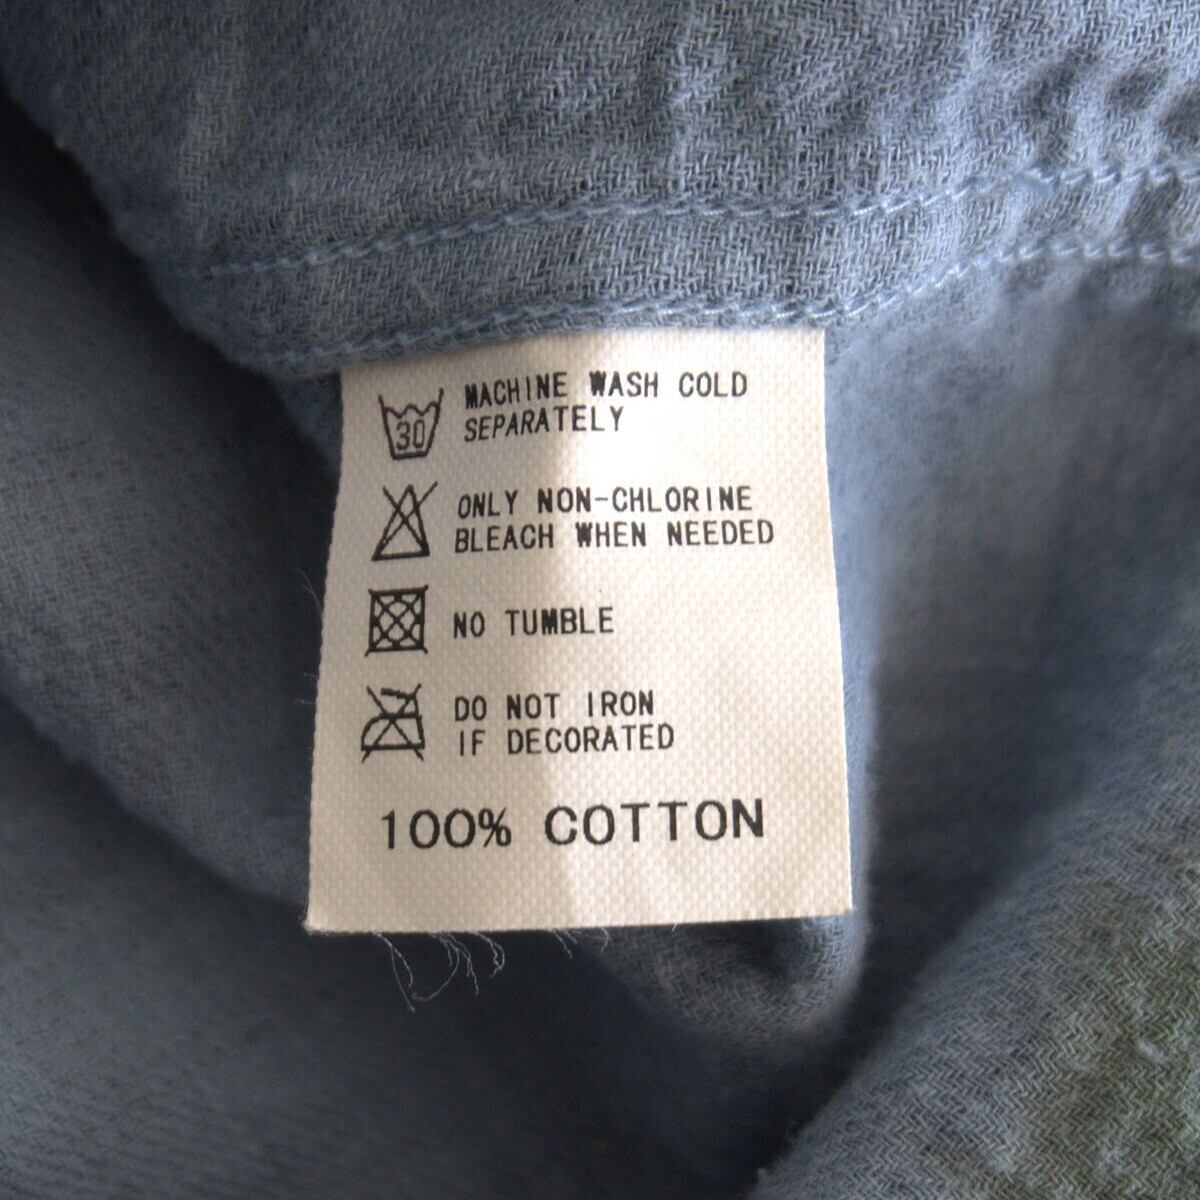 30
MACHINE WASH COLD
SEPARATELY
ONLY NON-CHLORINE
BLEACH WHEN NEEDED
NO TUMBLE
DO NOT IRON
IF DECORATED
100% COTTON